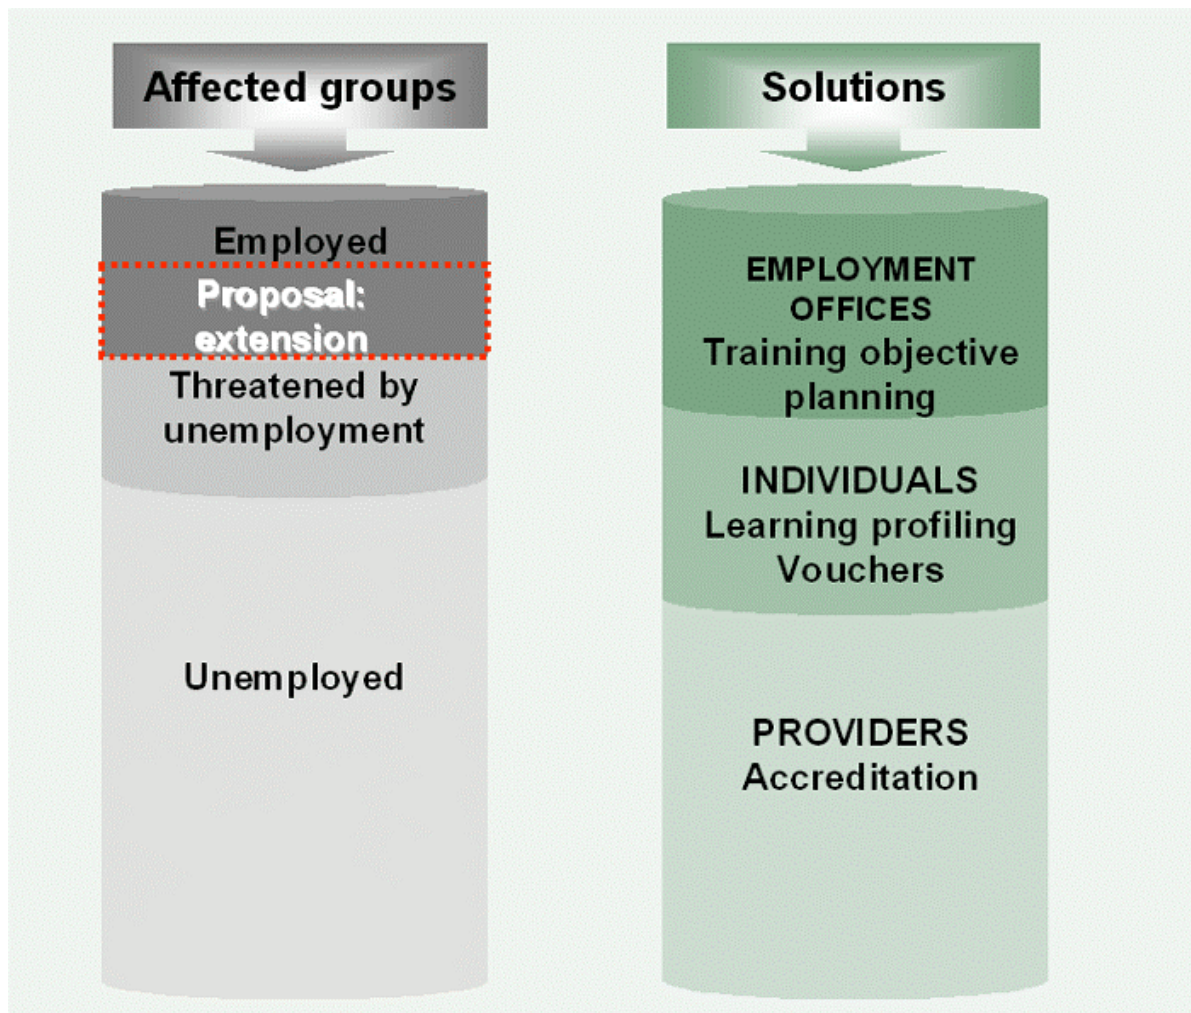 Affected groups
Employed
Proposal:
extension
Threatened by
unemployment
Unemployed
Solutions
EMPLOYMENT
OFFICES
Training objective
planning
INDIVIDUALS
Learning profiling
Vouchers
PROVIDERS
Accreditation